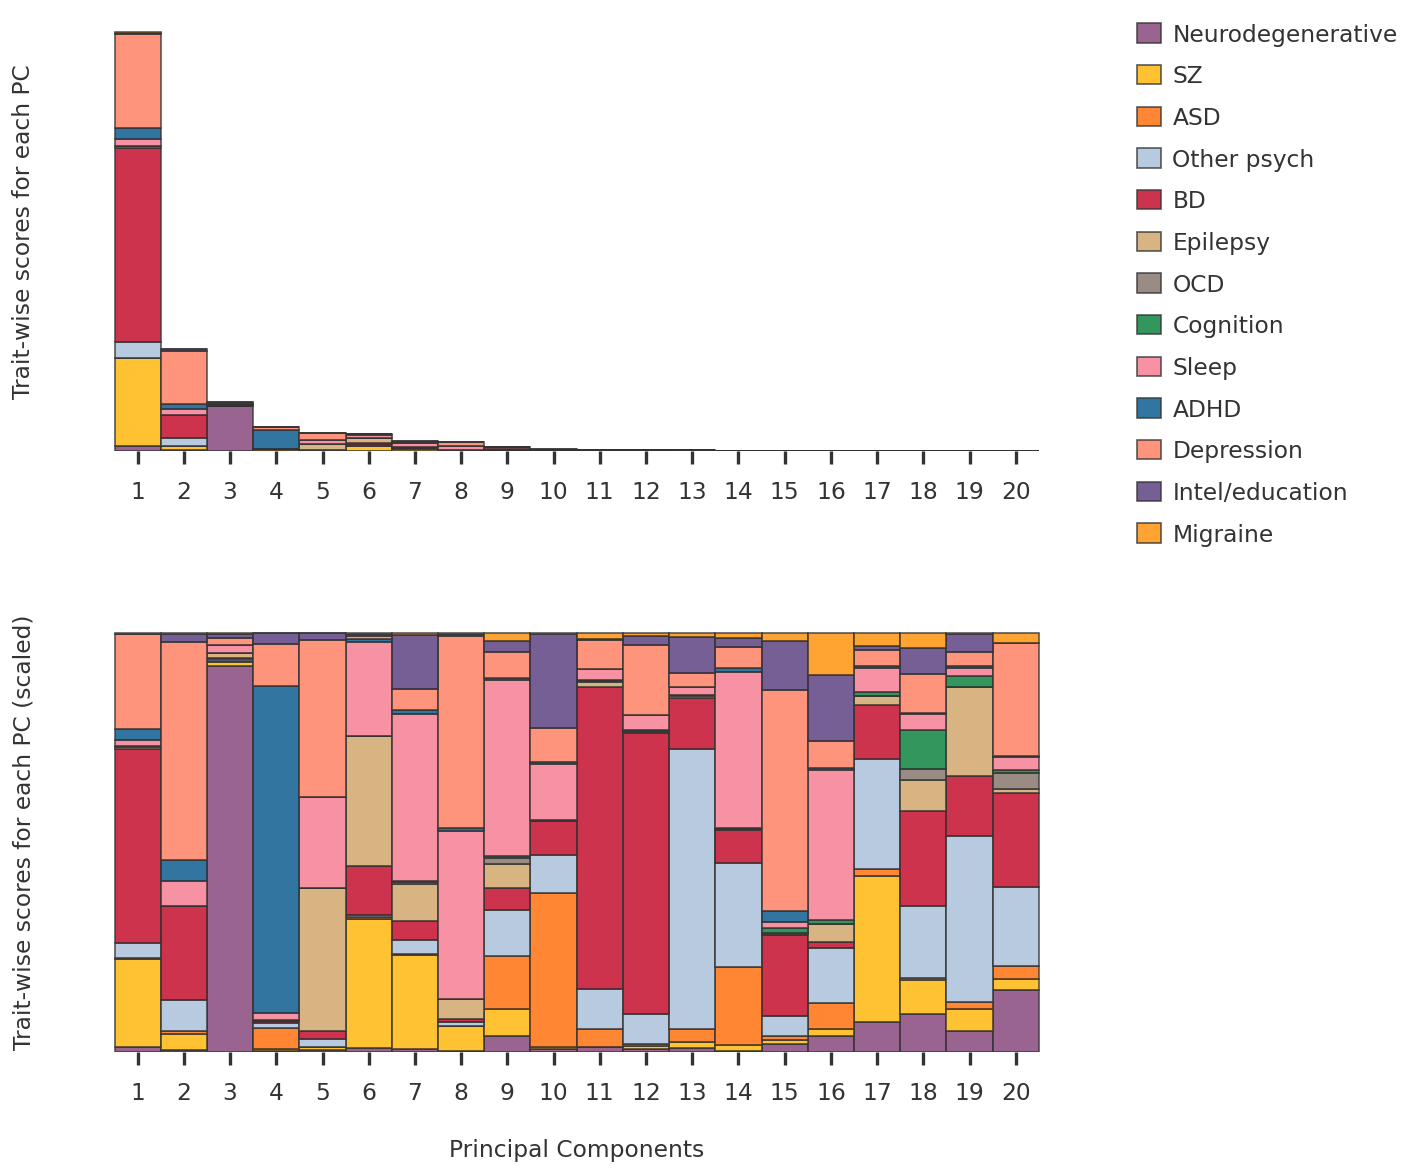 Trait-wise scores for each PC
1 2 3 4 5 6 7 8 9 10 11 12 13 14 15 16 17 18 19 20
Neurodegenerative
SZ
ASD
Other psych
BD
Epilepsy
OCD
Cognition
Sleep
ADHD
Depression
Intel/education
Migraine
Trait-wise scores for each PC (scaled)
1 2 3 4 5 6 7 8 9 10 11 12 13 14 15 16 17 18 19 20
Principal Components